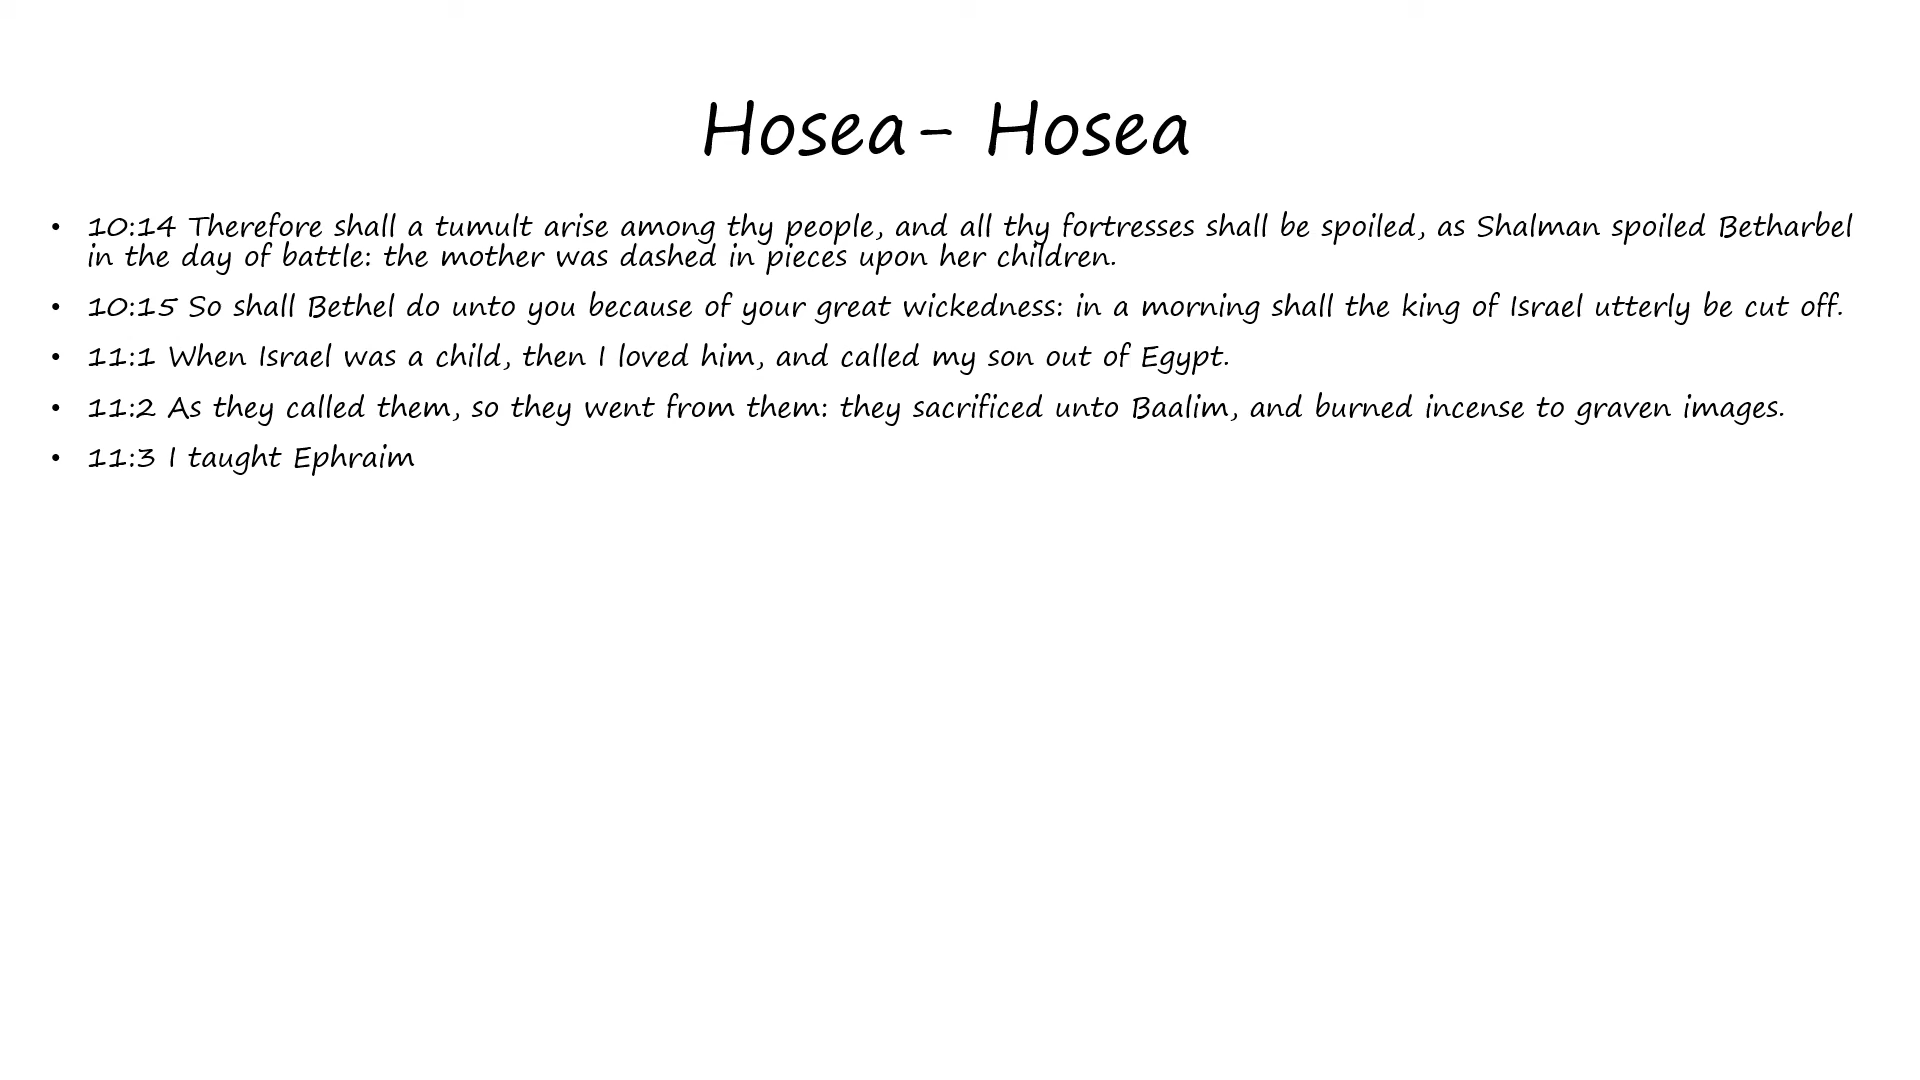 Hosea- Hosea
• 10:14 Therefore shall a tumult arise among thy people, and all thy fortresses shall be spoiled, as Shalman spoiled Betharbel
in the day of battle: the mother was dashed in pieces upon her children.
• 10:15 So shall Bethel do unto you because of your great wickedness: in a morning shall the king of Israel utterly be cut off.
• 11:1 When Israel was a child, then I loved him, and called my son out of Egypt.
• 11:2 As they called them, so they went from them: they sacrificed unto Baalim, and burned incense to graven images.
• 11:3 I taught Ephraim